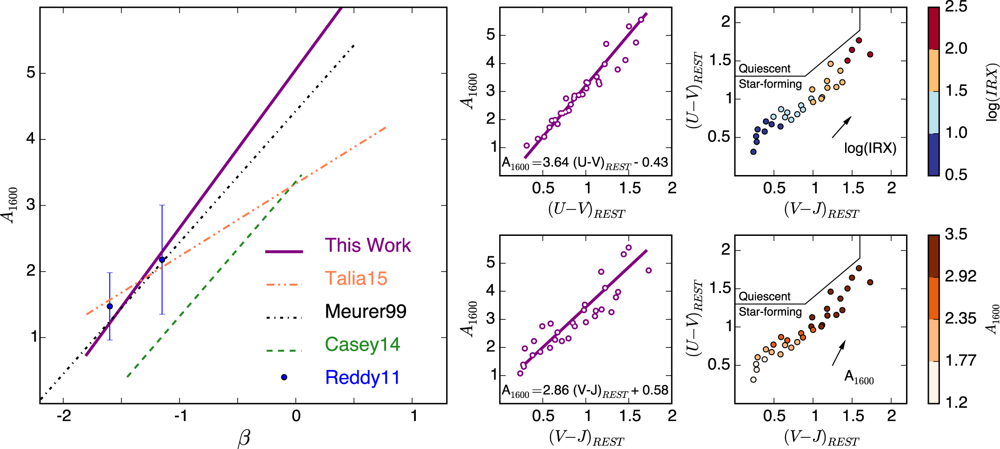 A1600
5
4
3
2
1
-2
-1
0
1
β
This Work
Talia15
Meurer99
Casey14
Reddy11
A1600
5
4
3
2
1
A1600=3.64 (U-V)REST - 0.43
0.5
1
1.5
2
(U−V)REST
(U−V)REST
2
1.5
1
0.5
Quiescent
Star-forming
log(IRX)
0.5
1
1.5
2
(V−J)REST
2.5
2.0
1.5
1.0
0.5
log(IRX)
A1600
5
4
3
2
1
A1600=2.86 (V-J)REST + 0.58
0.5
1
1.5
2
(V−J)REST
(U−V)REST
2
1.5
1
0.5
Quiescent
Star-forming
A1600
0.5
1
1.5
2
(V−J)REST
3.5
2.92
2.35
1.77
1.2
A1600